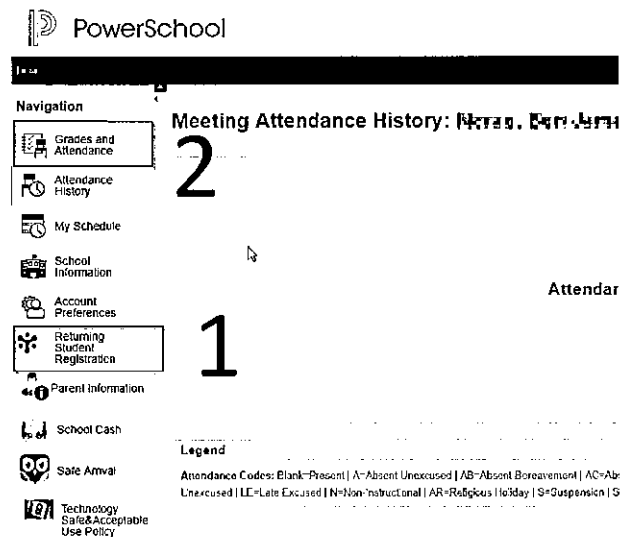 PowerSchool
Navigation
Meeting Attendance History:
Grades and
Attendance
2
Attendance
History
My Schedule
School
Information
Attendar
Account
Preferences
Returning
Student
Registration
1
Parent Information
School Cash
Legend
Safe Arrival
Attendance Codes: Blank=Present | A=Absent Unexcused | AB=Absent Bereavement | AC=Abs
Unexcused | LE=Late Excused | N=Non-Instructional | AR=Religious Holiday | S=Suspension | S
Technology
Safe&Acceptable
Use Policy